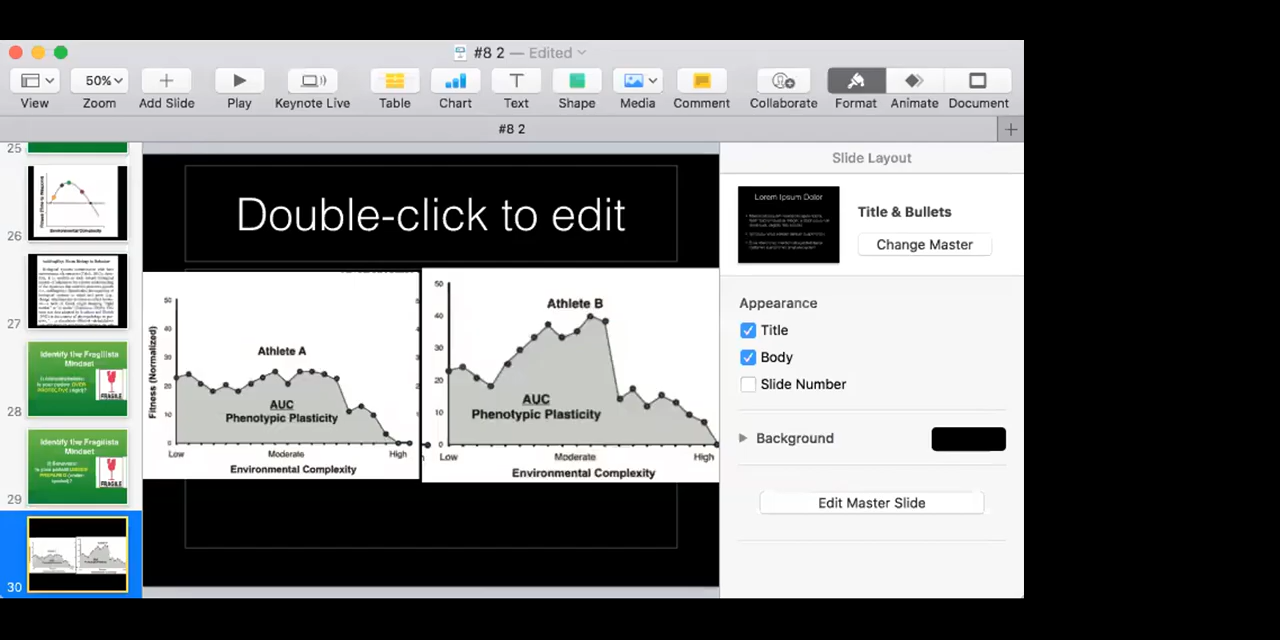 #8 2 — Edited
50%
View
Zoom
Add Slide
Play
Keynote Live
Table
Chart
Text
Shape
Media
Comment
Collaborate
Format
Animate
Document
#8 2
25
26
27
28
29
30
Environmental Complexity
Identify the Fragilista
Mindset
FRAGILE
Identify the Fragilista
Mindset
FRAGILE
Double-click to edit
Fitness (Normalized)
50
40
30
20
10
0
Athlete A
AUC
Phenotypic Plasticity
Low
Moderate
High
Environmental Complexity
50
40
30
20
10
0
Athlete B
AUC
Phenotypic Plasticity
Low
Moderate
High
Environmental Complexity
Slide Layout
Lorem Ipsum Dolor
Title & Bullets
Change Master
Appearance
Title
Body
Slide Number
Background
Edit Master Slide